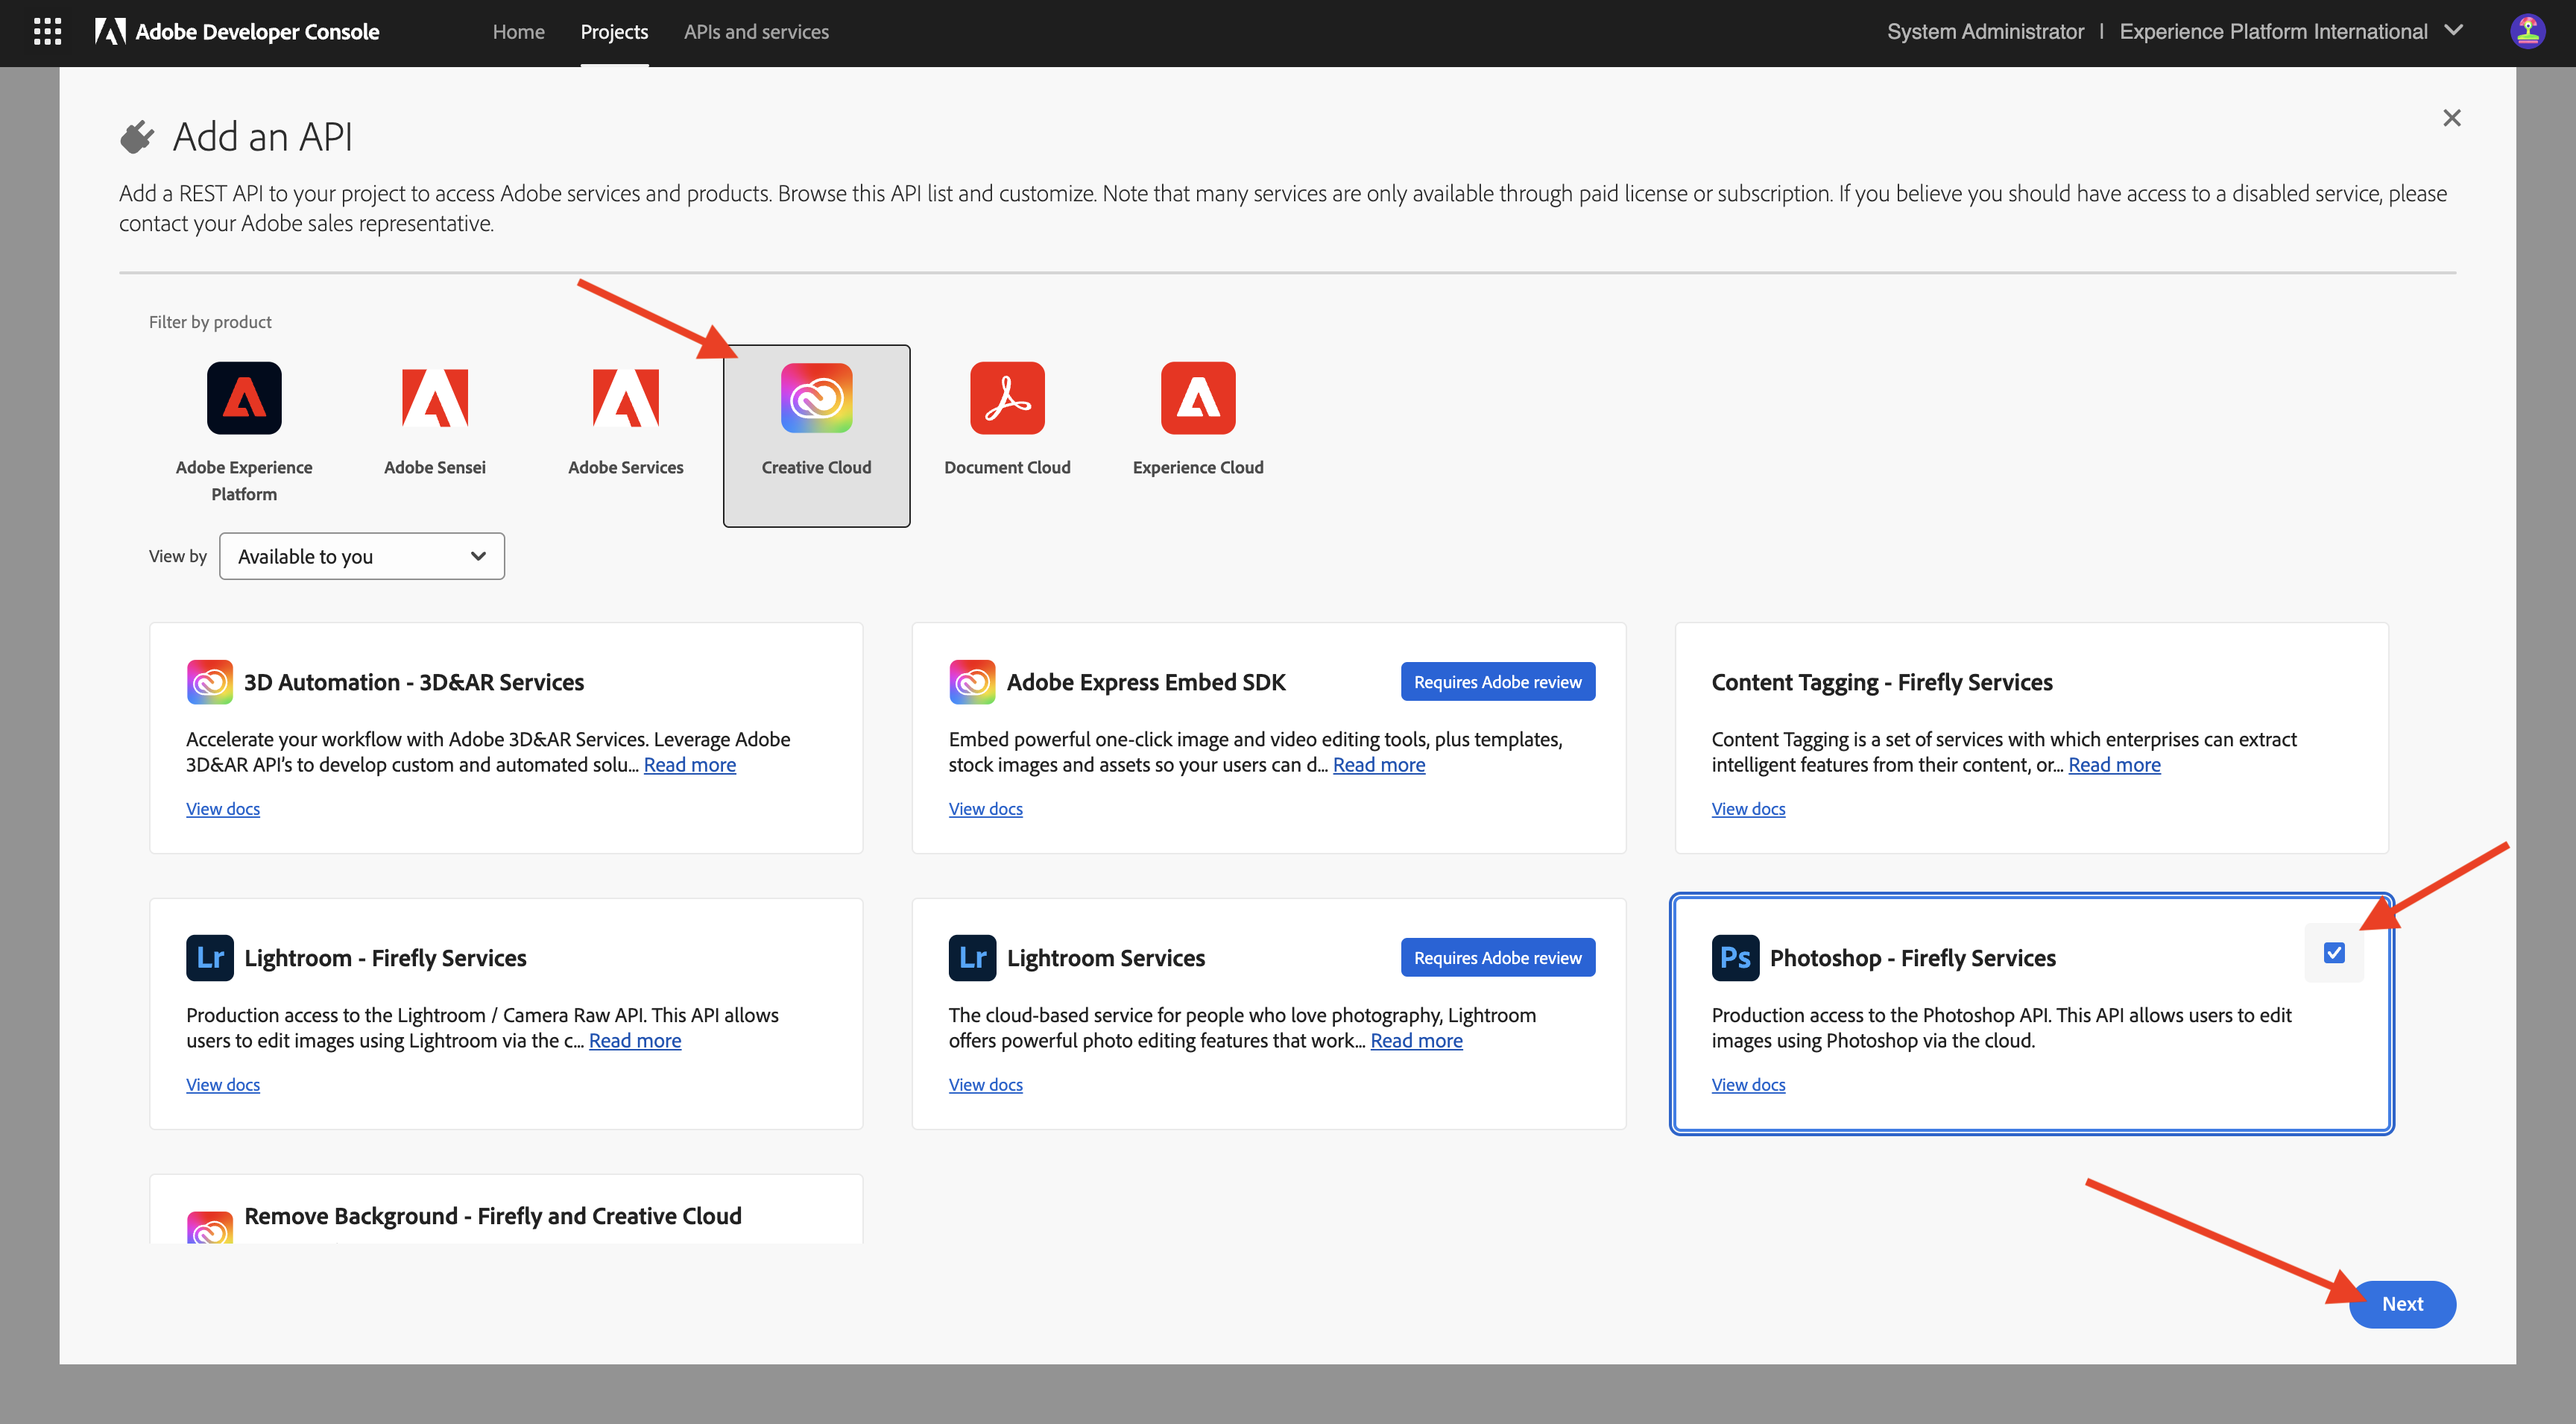 Adobe Developer Console
Home
Projects
APIs and services
System Administrator | Experience Platform International
Add an API
Add a REST API to your project to access Adobe services and products. Browse this API list and customize. Note that many services are only available through paid license or subscription. If you believe you should have access to a disabled service, please
contact your Adobe sales representative.
Filter by product
Adobe Experience
Platform
Adobe Sensei
Adobe Services
Creative Cloud
Document Cloud
Experience Cloud
View by
Available to you
3D Automation - 3D&AR Services
Accelerate your workflow with Adobe 3D&AR Services. Leverage Adobe
3D&AR API's to develop custom and automated solu... Read more
View docs
Adobe Express Embed SDK
Requires Adobe review
Embed powerful one-click image and video editing tools, plus templates,
stock images and assets so your users can d... Read more
View docs
Content Tagging - Firefly Services
Content Tagging is a set of services with which enterprises can extract
intelligent features from their content, or... Read more
View docs
Lr
Lightroom - Firefly Services
Production access to the Lightroom / Camera Raw API. This API allows
users to edit images using Lightroom via the c... Read more
View docs
Lr
Lightroom Services
Requires Adobe review
The cloud-based service for people who love photography, Lightroom
offers powerful photo editing features that work... Read more
View docs
Ps
Photoshop - Firefly Services
Production access to the Photoshop API. This API allows users to edit
images using Photoshop via the cloud.
View docs
Remove Background - Firefly and Creative Cloud
Next